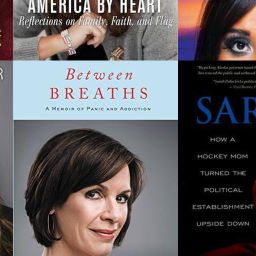 AMERICA BY HEART
Reflections on Family, Faith, and Flag
R
Between
BREATHS
A MEMOIR OF PANIC AND ADDICTION
SAR
HOW A
HOCKEY MOM
TURNED THE
POLITICAL
ESTABLISHMENT
UPSIDE DOWN